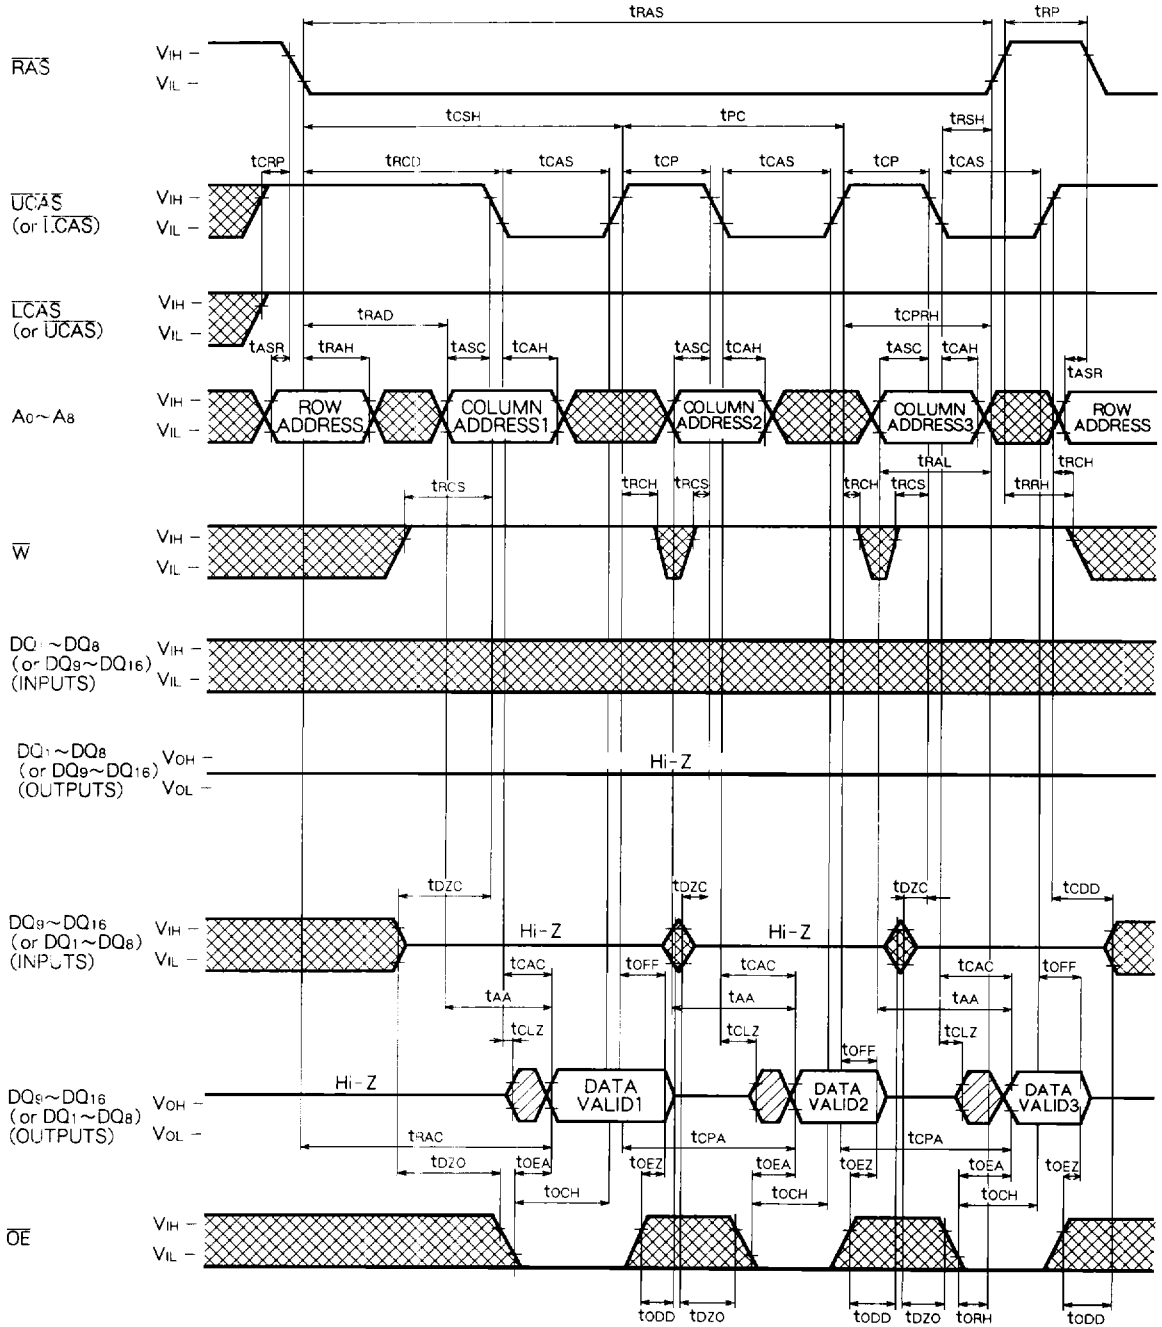 tRAS
tRP
RAS
VIH
VIL
tCSH
tPC
tRSH
tCRP
tRCD
tCAS
tCP
tCAS
tCP
tCAS
UCAS
(or LCAS)
VIH
VIL
LCAS
(or UCAS)
VIH
VIL
tRAD
tCPRH
tASR
tRAH
tASC
tCAH
tASC
tCAH
tASC
tCAH
tASR
A0~A8
VIH
VIL
ROW
ADDRESS
COLUMN
ADDRESS1
COLUMN
ADDRESS2
COLUMN
ADDRESS3
ROW
ADDRESS
tRAL
tRCS
tRCH
tRCS
tRCH
tRCS
tRRH
tRCH
W
VIH
VIL
DQ1~DQ8
(or DQ9~DQ16)
(INPUTS)
VIH
VIL
DQ1~DQ8
(or DQ9~DQ16)
(OUTPUTS)
VOH
VOL
Hi-Z
tDZC
tDZC
tDZC
tCDD
DQ9~DQ16
(or DQ1~DQ8)
(INPUTS)
VIH
VIL
Hi-Z
Hi-Z
tCAC
tOFF
tCAC
tCAC
tOFF
tAA
tAA
tAA
tCLZ
tCLZ
tCLZ
tOFF
DQ9~DQ16
(or DQ1~DQ8)
(OUTPUTS)
VOH
VOL
Hi-Z
DATA
VALID1
DATA
VALID2
DATA
VALID3
tRAC
tCPA
tCPA
tDZO
tOEA
tOEZ
tOEA
tOEZ
tOEA
tOEZ
tOCH
tOCH
tOCH
OE
VIH
VIL
tODD
tDZO
tODD
tDZO
tORH
tODD